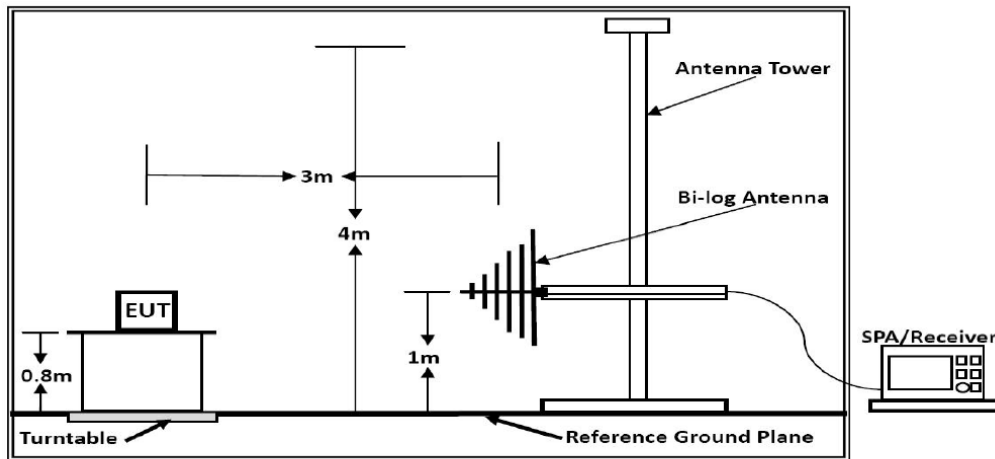 Antenna Tower
3m
Bi-log Antenna
4m
EUT
SPA/Receiver
1m
0.8m
Turntable
Reference Ground Plane